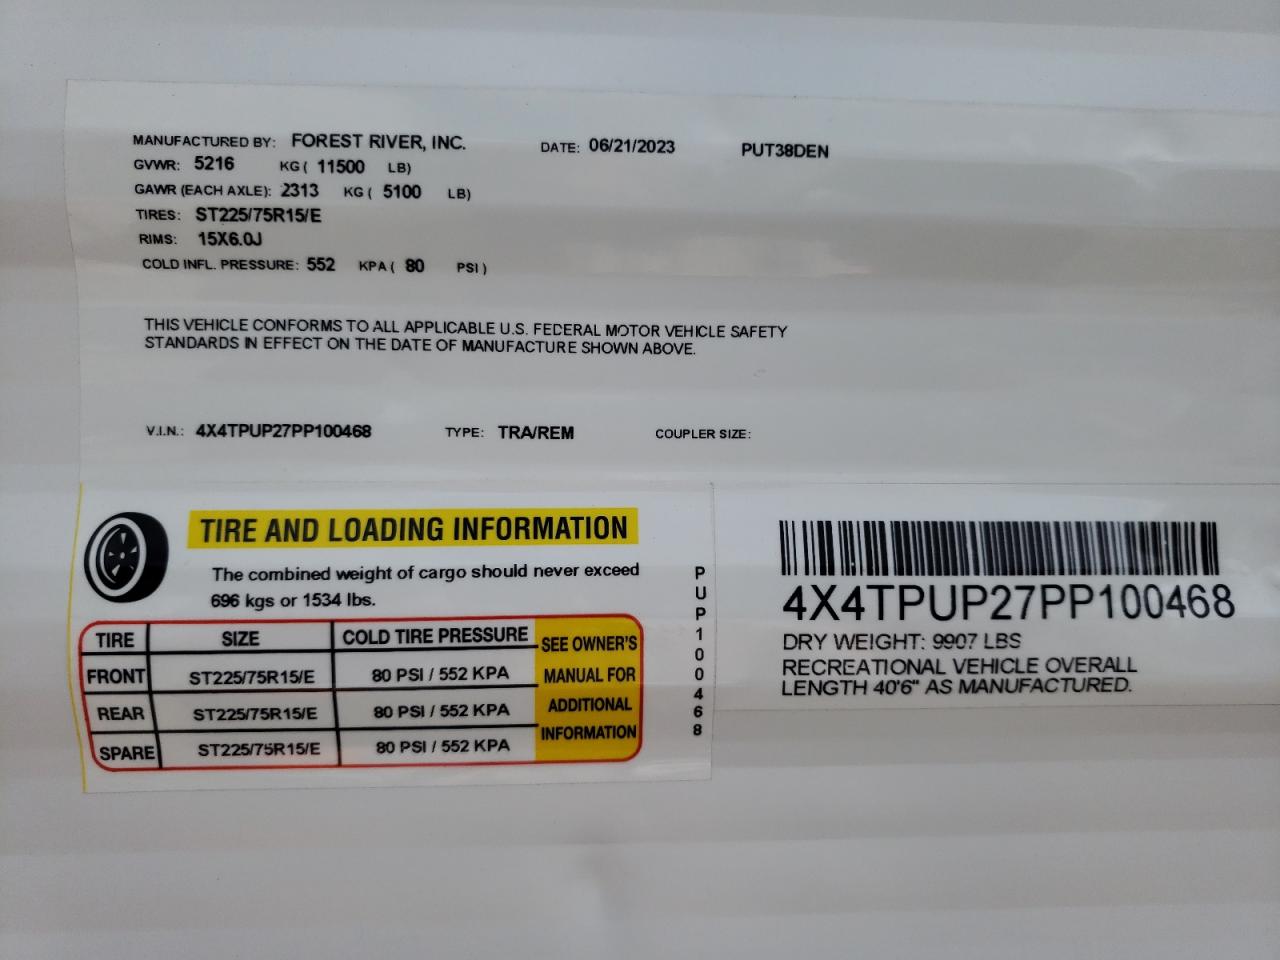 MANUFACTURED BY: FOREST RIVER, INC. DATE: 06/21/2023 PUT38DEN
GVWR: 5216 KG ( 11500 LB)
GAWR (EACH AXLE): 2313 KG ( 5100 LB)
TIRES: ST225/75R15/E
RIMS: 15X6.0J
COLD INFL. PRESSURE: 552 KPA ( 80 PSI )
THIS VEHICLE CONFORMS TO ALL APPLICABLE U.S. FEDERAL MOTOR VEHICLE SAFETY
STANDARDS IN EFFECT ON THE DATE OF MANUFACTURE SHOWN ABOVE.
V.I.N.: 4X4TPUP27PP100468 TYPE: TRA/REM COUPLER SIZE:
TIRE AND LOADING INFORMATION
The combined weight of cargo should never exceed
696 kgs or 1534 lbs.
TIRE SIZE COLD TIRE PRESSURE
FRONT ST225/75R15/E 80 PSI / 552 KPA
REAR ST225/75R15/E 80 PSI / 552 KPA
SPARE ST225/75R15/E 80 PSI / 552 KPA
SEE OWNER'S
MANUAL FOR
ADDITIONAL
INFORMATION
PUP100468
4X4TPUP27PP100468
DRY WEIGHT: 9907 LBS
RECREATIONAL VEHICLE OVERALL
LENGTH 40'6" AS MANUFACTURED.